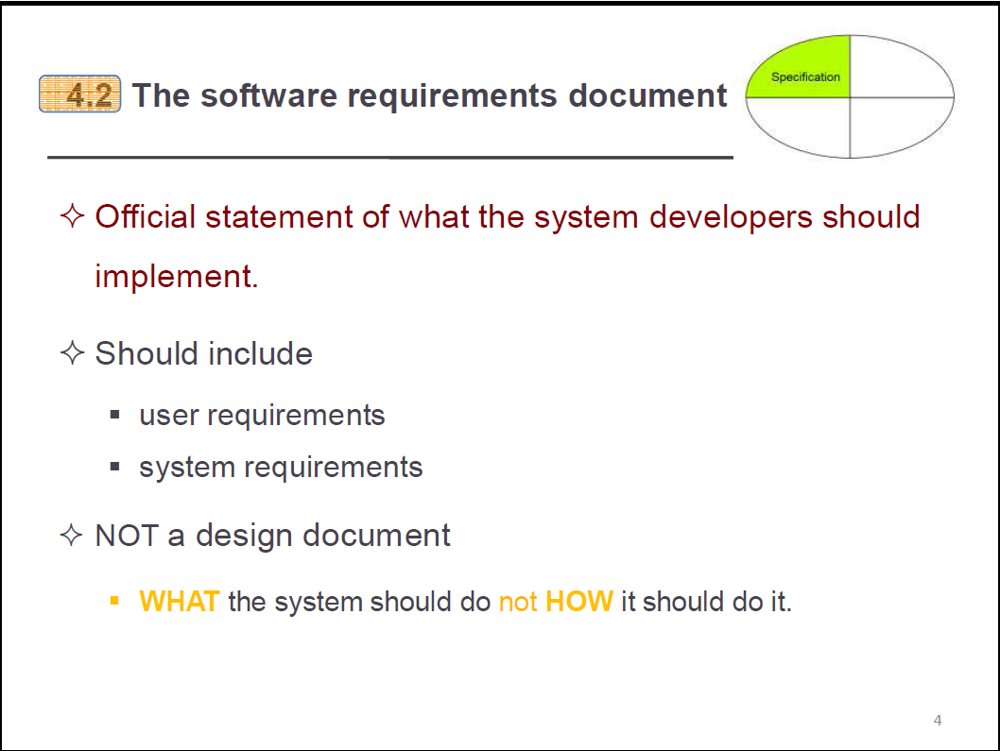 4.2 The software requirements document
Specification
✧ Official statement of what the system developers should
implement.
✧ Should include
▪ user requirements
▪ system requirements
✧ NOT a design document
▪ WHAT the system should do not HOW it should do it.
4